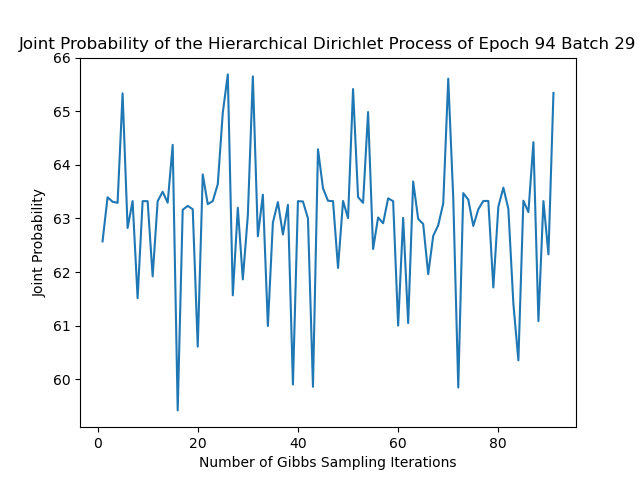 Joint Probability of the Hierarchical Dirichlet Process of Epoch 94 Batch 29
66
65
64
63
62
61
60
Joint Probability
0 20 40 60 80
Number of Gibbs Sampling Iterations